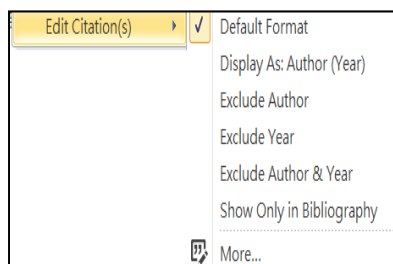 Edit Citation(s) Default Format
Display As: Author (Year)
Exclude Author
Exclude Year
Exclude Author & Year
Show Only in Bibliography
More...